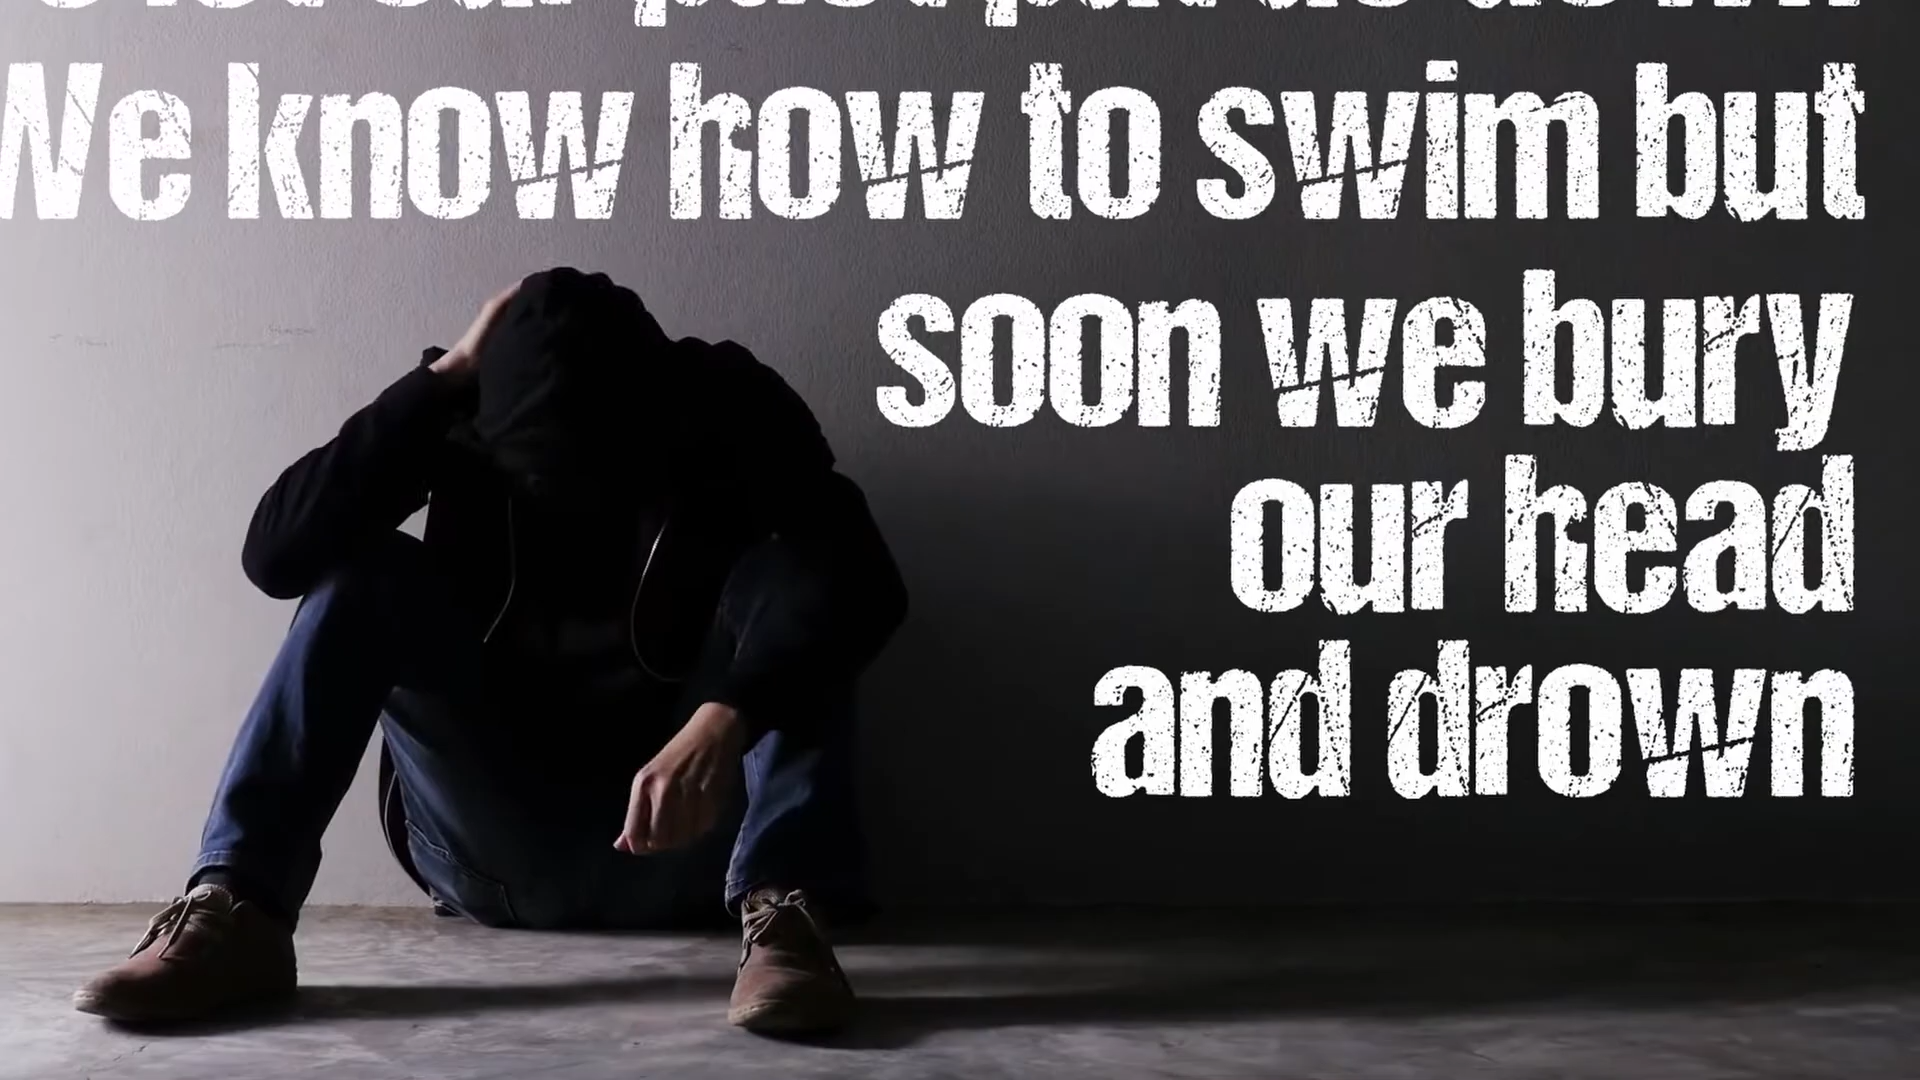 We know how to swim but
soon we bury
our head
and drown